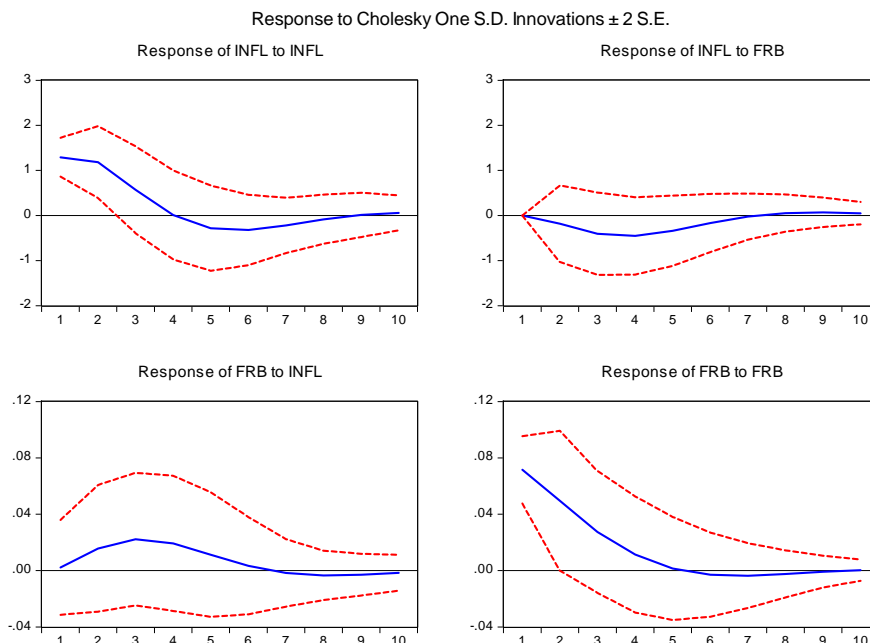 Response to Cholesky One S.D. Innovations ± 2 S.E.
Response of INFL to INFL
3
2
1
0
-1
-2
1 2 3 4 5 6 7 8 9 10
Response of INFL to FRB
3
2
1
0
-1
-2
1 2 3 4 5 6 7 8 9 10
Response of FRB to INFL
.12
.08
.04
.00
-.04
1 2 3 4 5 6 7 8 9 10
Response of FRB to FRB
.12
.08
.04
.00
-.04
1 2 3 4 5 6 7 8 9 10